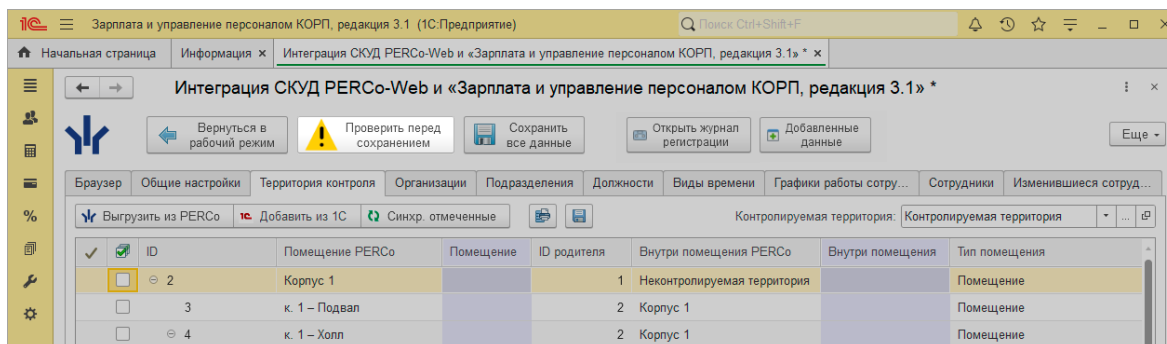 1С Зарплата и управление персоналом КОРП, редакция 3.1 (1С:Предприятие) Поиск Ctrl+Shift+F
Начальная страница Информация × Интеграция СКУД PERCo-Web и «Зарплата и управление персоналом КОРП, редакция 3.1» * ×
Интеграция СКУД PERCo-Web и «Зарплата и управление персоналом КОРП, редакция 3.1» *
Вернуться в
рабочий режим
Проверить перед
сохранением
Сохранить
все данные
Открыть журнал
регистрации
Добавленные
данные
Еще
Браузер Общие настройки Территория контроля Организации Подразделения Должности Виды времени Графики работы сотру... Сотрудники Изменившиеся сотруд...
Выгрузить из PERCo 1С Добавить из 1С Синхр. отмеченные Контролируемая территория: Контролируемая территория ...
ID Помещение PERCo Помещение ID родителя Внутри помещения PERCo Внутри помещения Тип помещения
2 Корпус 1 1 Неконтролируемая территория Помещение
3 к. 1 – Подвал 2 Корпус 1 Помещение
4 к. 1 – Холл 2 Корпус 1 Помещение